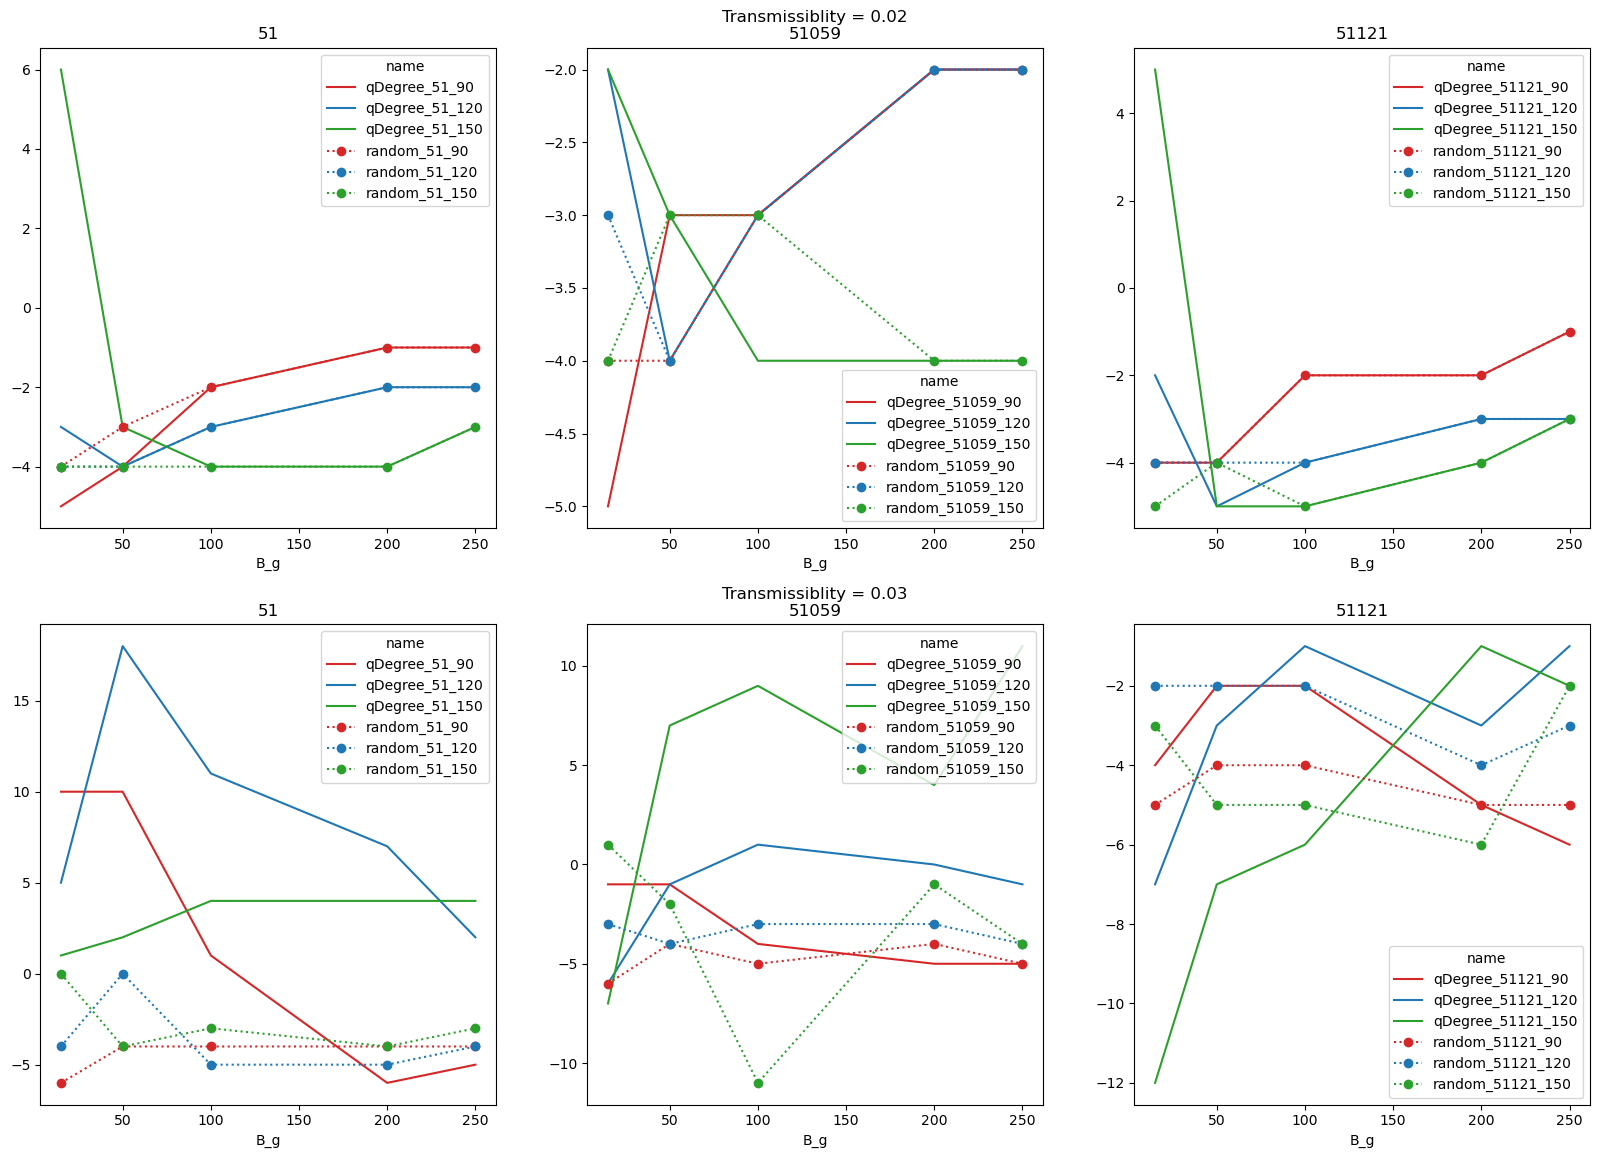 Transmissiblity = 0.02
51
51059
51121
6
4
2
0
−2
−4
50
100
150
200
250
B_g
name
qDegree_51_90
qDegree_51_120
qDegree_51_150
random_51_90
random_51_120
random_51_150
−2.0
−2.5
−3.0
−3.5
−4.0
−4.5
−5.0
50
100
150
200
250
B_g
name
qDegree_51059_90
qDegree_51059_120
qDegree_51059_150
random_51059_90
random_51059_120
random_51059_150
4
2
0
−2
−4
50
100
150
200
250
B_g
name
qDegree_51121_90
qDegree_51121_120
qDegree_51121_150
random_51121_90
random_51121_120
random_51121_150
Transmissiblity = 0.03
51
51059
51121
15
10
5
0
−5
50
100
150
200
250
B_g
name
qDegree_51_90
qDegree_51_120
qDegree_51_150
random_51_90
random_51_120
random_51_150
10
5
0
−5
−10
50
100
150
200
250
B_g
name
qDegree_51059_90
qDegree_51059_120
qDegree_51059_150
random_51059_90
random_51059_120
random_51059_150
−2
−4
−6
−8
−10
−12
50
100
150
200
250
B_g
name
qDegree_51121_90
qDegree_51121_120
qDegree_51121_150
random_51121_90
random_51121_120
random_51121_150